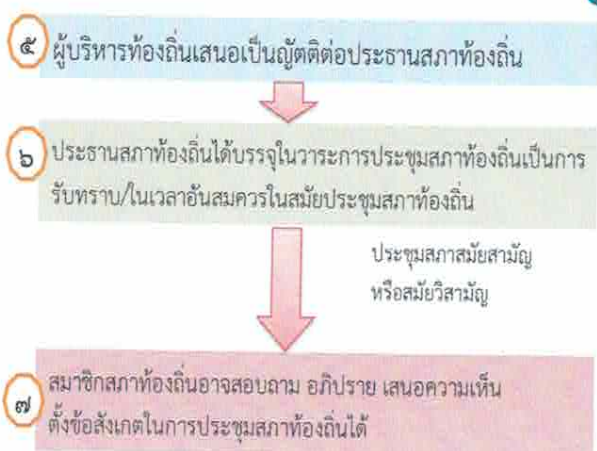 ๕ ผู้บริหารท้องถิ่นเสนอเป็นญัตติต่อประธานสภาท้องถิ่น
๖ ประธานสภาท้องถิ่นได้บรรจุในวาระการประชุมสภาท้องถิ่นเป็นการ
รับทราบ/ในเวลาอันสมควรในสมัยประชุมสภาท้องถิ่น
ประชุมสภาสมัยสามัญ
หรือสมัยวิสามัญ
๗ สมาชิกสภาท้องถิ่นอาจสอบถาม อภิปราย เสนอความเห็น
ตั้งข้อสังเกตในการประชุมสภาท้องถิ่นได้